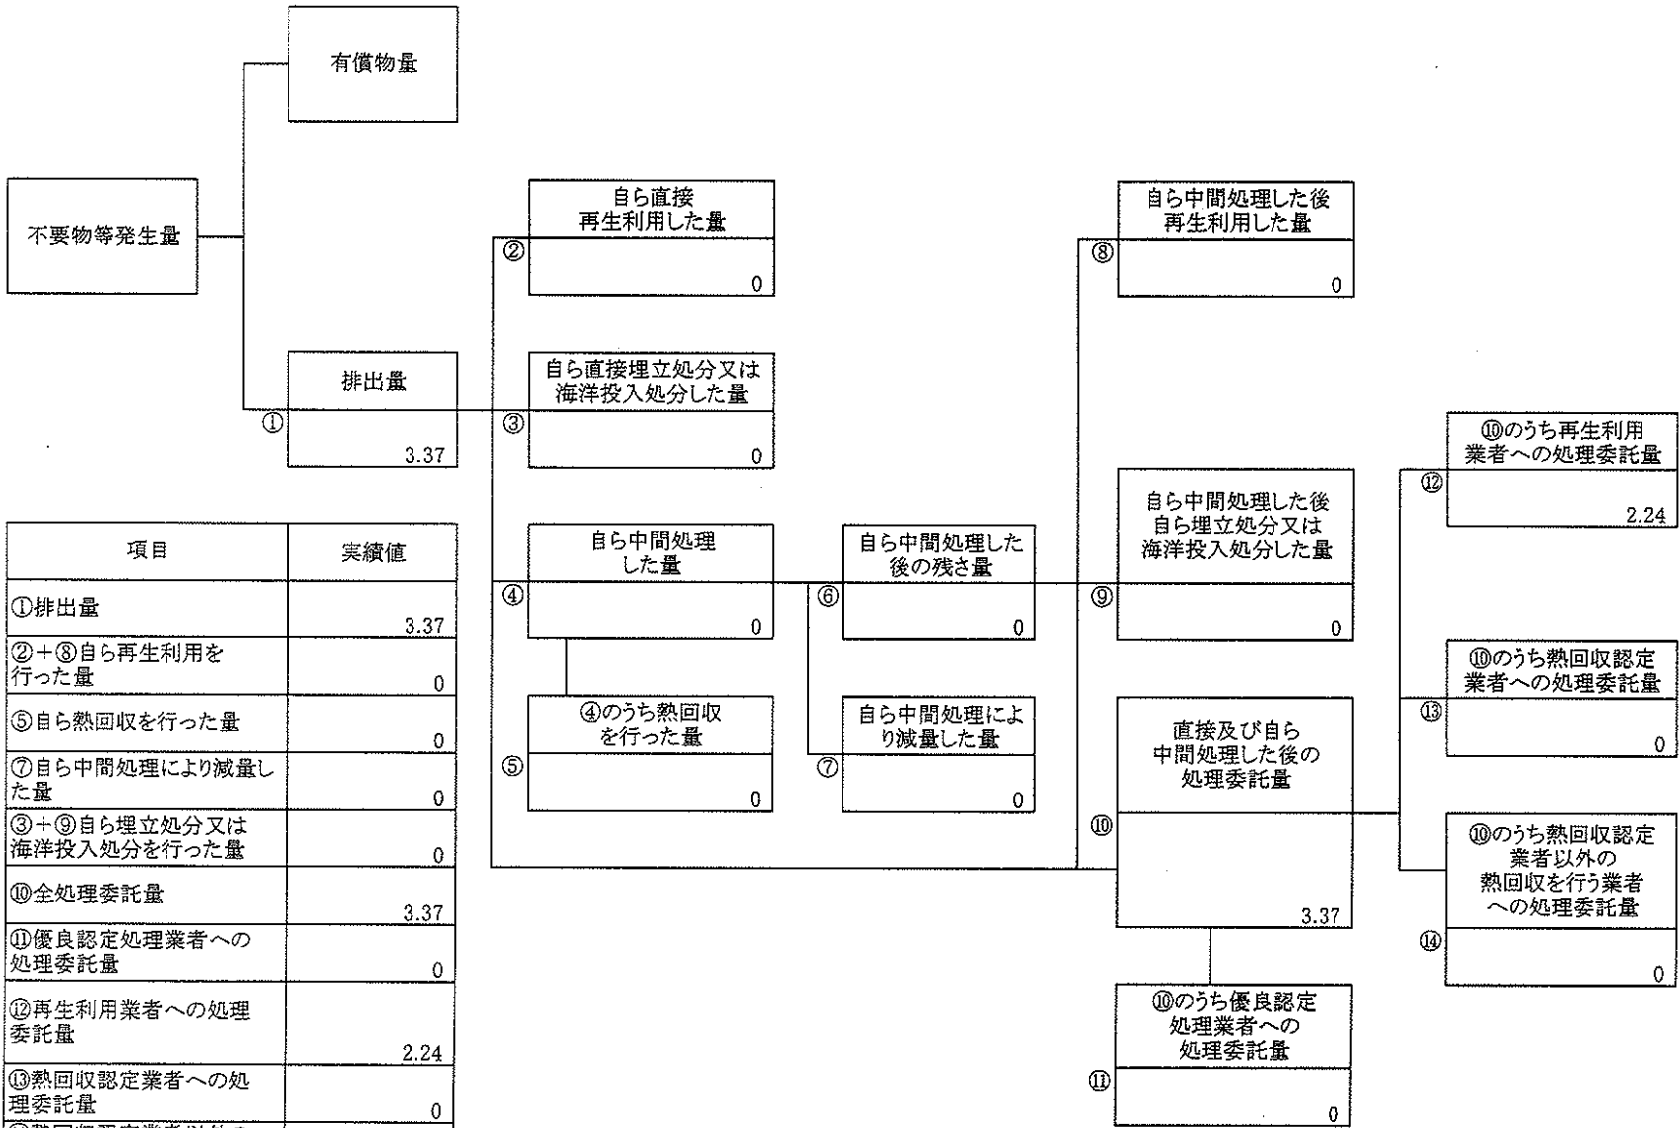 有償物量
不要物等発生量
排出量
①
3.37
自ら直接
再生利用した量
②
0
自ら直接埋立処分又は
海洋投入処分した量
③
0
自ら中間処理
した量
④
0
④のうち熱回収
を行った量
⑤
0
自ら中間処理した
後の残さ量
⑥
0
自ら中間処理によ
り減量した量
⑦
0
自ら中間処理した後
再生利用した量
⑧
0
自ら中間処理した後
自ら埋立処分又は
海洋投入処分した量
⑨
0
直接及び自ら
中間処理した後の
処理委託量
⑩
3.37
⑩のうち優良認定
処理業者への
処理委託量
⑪
0
⑩のうち再生利用
業者への処理委託量
⑫
2.24
⑩のうち熱回収認定
業者への処理委託量
⑬
0
⑩のうち熱回収認定
業者以外の
熱回収を行う業者
への処理委託量
⑭
0
項目 実績値
①排出量
3.37
②+⑧自ら再生利用を
行った量
0
⑤自ら熱回収を行った量
0
⑦自ら中間処理により減量し
た量
0
③+⑨自ら埋立処分又は
海洋投入処分を行った量
0
⑩全処理委託量
3.37
⑪優良認定処理業者への
処理委託量
0
⑫再生利用業者への処理
委託量
2.24
⑬熱回収認定業者への処
理委託量
0